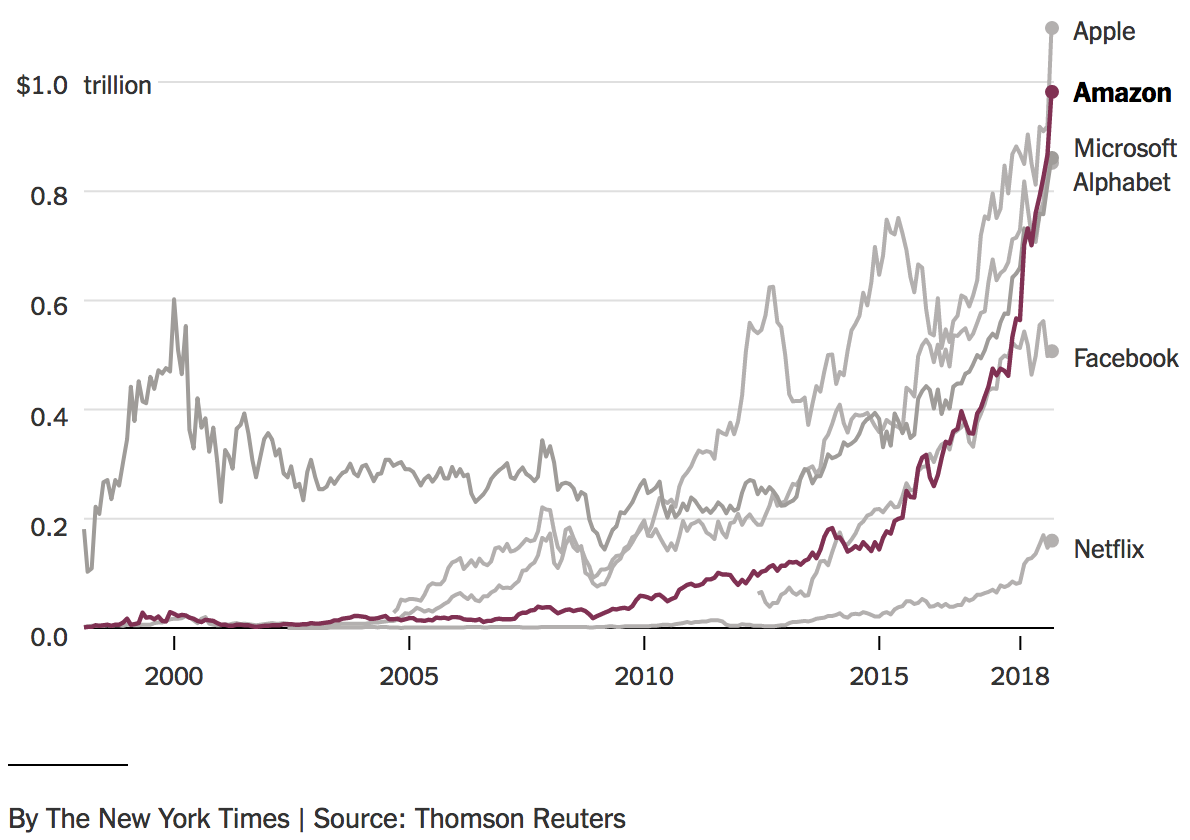 Apple
$1.0 trillion
Amazon
Microsoft
Alphabet
0.8
0.6
Facebook
0.4
0.2
Netflix
0.0
2000 2005 2010 2015 2018
By The New York Times | Source: Thomson Reuters